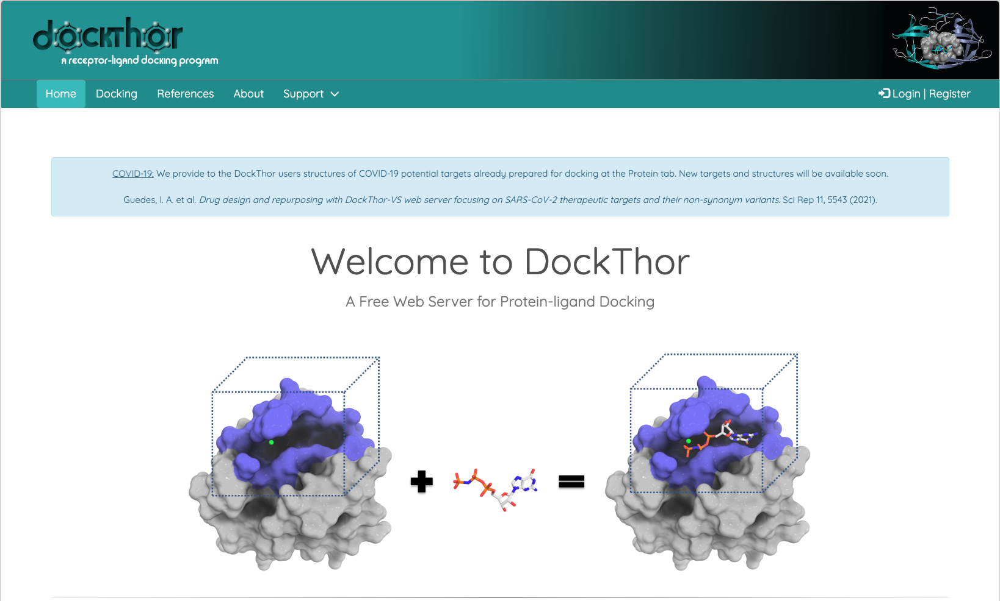 dockThor
a receptor-ligand docking program
Home Docking References About Support Login | Register
COVID-19: We provide to the DockThor users structures of COVID-19 potential targets already prepared for docking at the Protein tab. New targets and structures will be available soon.
Guedes, I. A. et al. Drug design and repurposing with DockThor-VS web server focusing on SARS-CoV-2 therapeutic targets and their non-synonym variants. Sci Rep 11, 5543 (2021).
Welcome to DockThor
A Free Web Server for Protein-ligand Docking